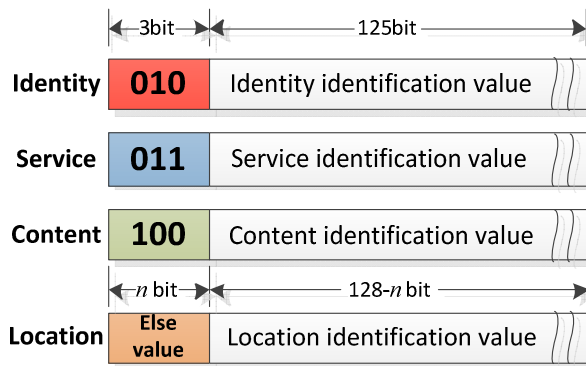 3bit 125bit
Identity 010 Identity identification value
Service 011 Service identification value
Content 100 Content identification value
n bit 128-n bit
Location Else value Location identification value